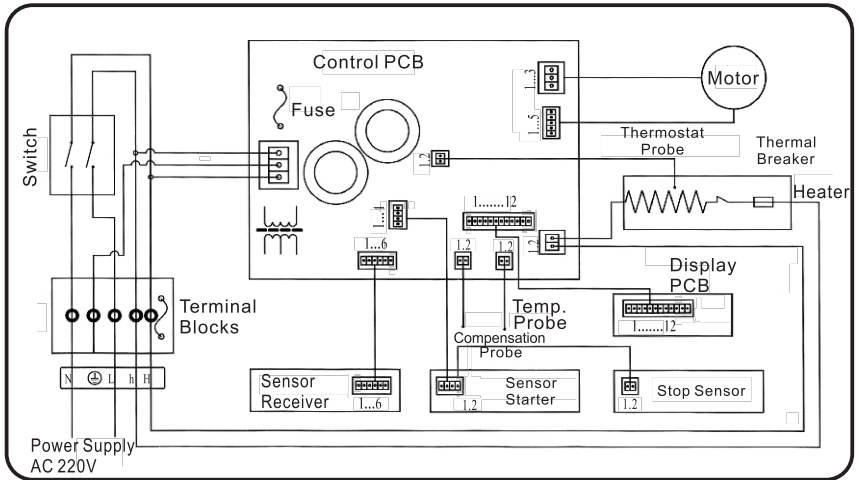 Control PCB
Fuse
Switch
1...3
1...5
Motor
Thermostat
Probe
Thermal
Breaker
Heater
1.2
1.......12
1...6
1.2
1.2
1.2
Display
PCB
1.......12
Temp.
Probe
Compensation
Probe
Terminal
Blocks
N
L
h
H
Sensor
Receiver
1...6
Sensor
Starter
1.2
Stop Sensor
1.2
Power Supply
AC 220V